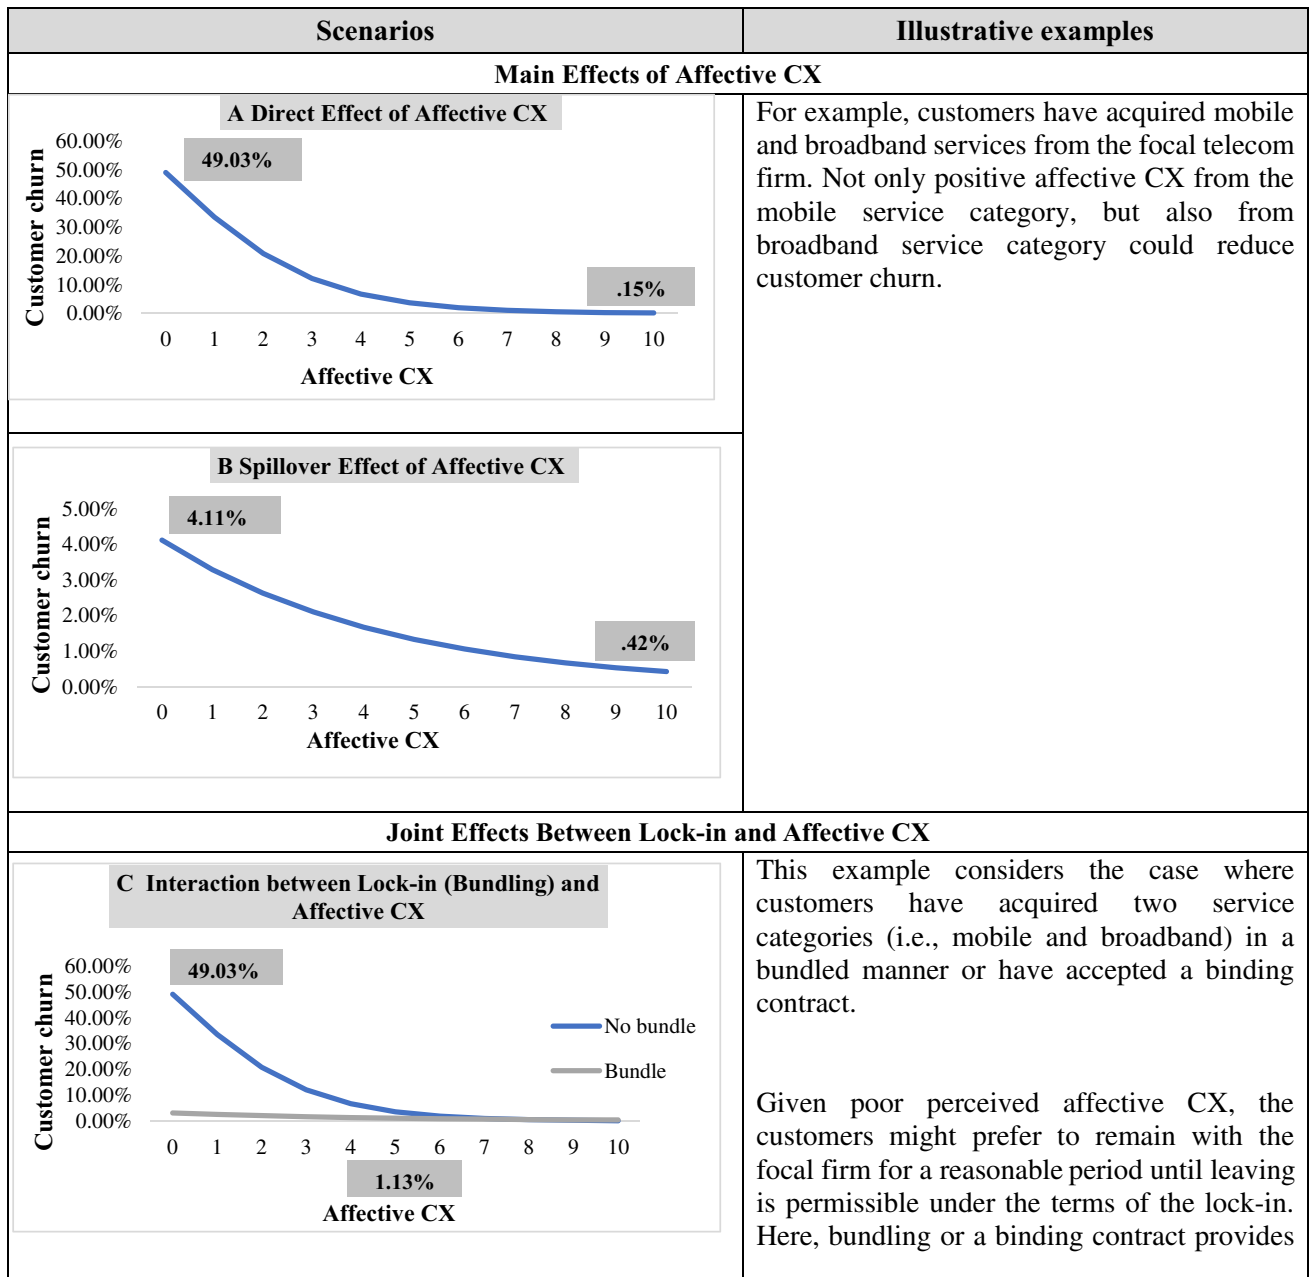 Scenarios
Illustrative examples
Main Effects of Affective CX
A Direct Effect of Affective CX
60.00%
50.00%
40.00%
30.00%
20.00%
10.00%
0.00%
Customer churn
49.03%
.15%
0 1 2 3 4 5 6 7 8 9 10
Affective CX
For example, customers have acquired mobile
and broadband services from the focal telecom
firm. Not only positive affective CX from the
mobile service category, but also from
broadband service category could reduce
customer churn.
B Spillover Effect of Affective CX
5.00%
4.00%
3.00%
2.00%
1.00%
0.00%
Customer churn
4.11%
.42%
0 1 2 3 4 5 6 7 8 9 10
Affective CX
Joint Effects Between Lock-in and Affective CX
C Interaction between Lock-in (Bundling) and
Affective CX
60.00%
50.00%
40.00%
30.00%
20.00%
10.00%
0.00%
Customer churn
49.03%
No bundle
Bundle
0 1 2 3 4 5 6 7 8 9 10
1.13%
Affective CX
This example considers the case where
customers have acquired two service
categories (i.e., mobile and broadband) in a
bundled manner or have accepted a binding
contract.
Given poor perceived affective CX, the
customers might prefer to remain with the
focal firm for a reasonable period until leaving
is permissible under the terms of the lock-in.
Here, bundling or a binding contract provides